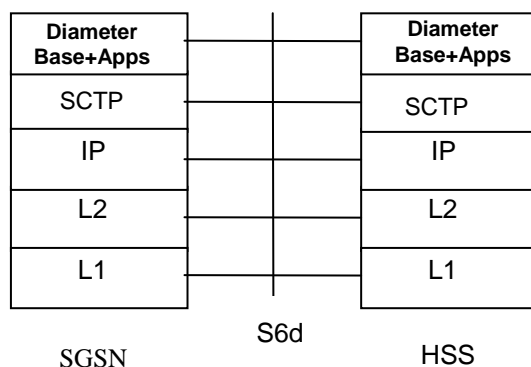 Diameter
Base+Apps
SCTP
IP
L2
L1
SGSN
S6d
Diameter
Base+Apps
SCTP
IP
L2
L1
HSS